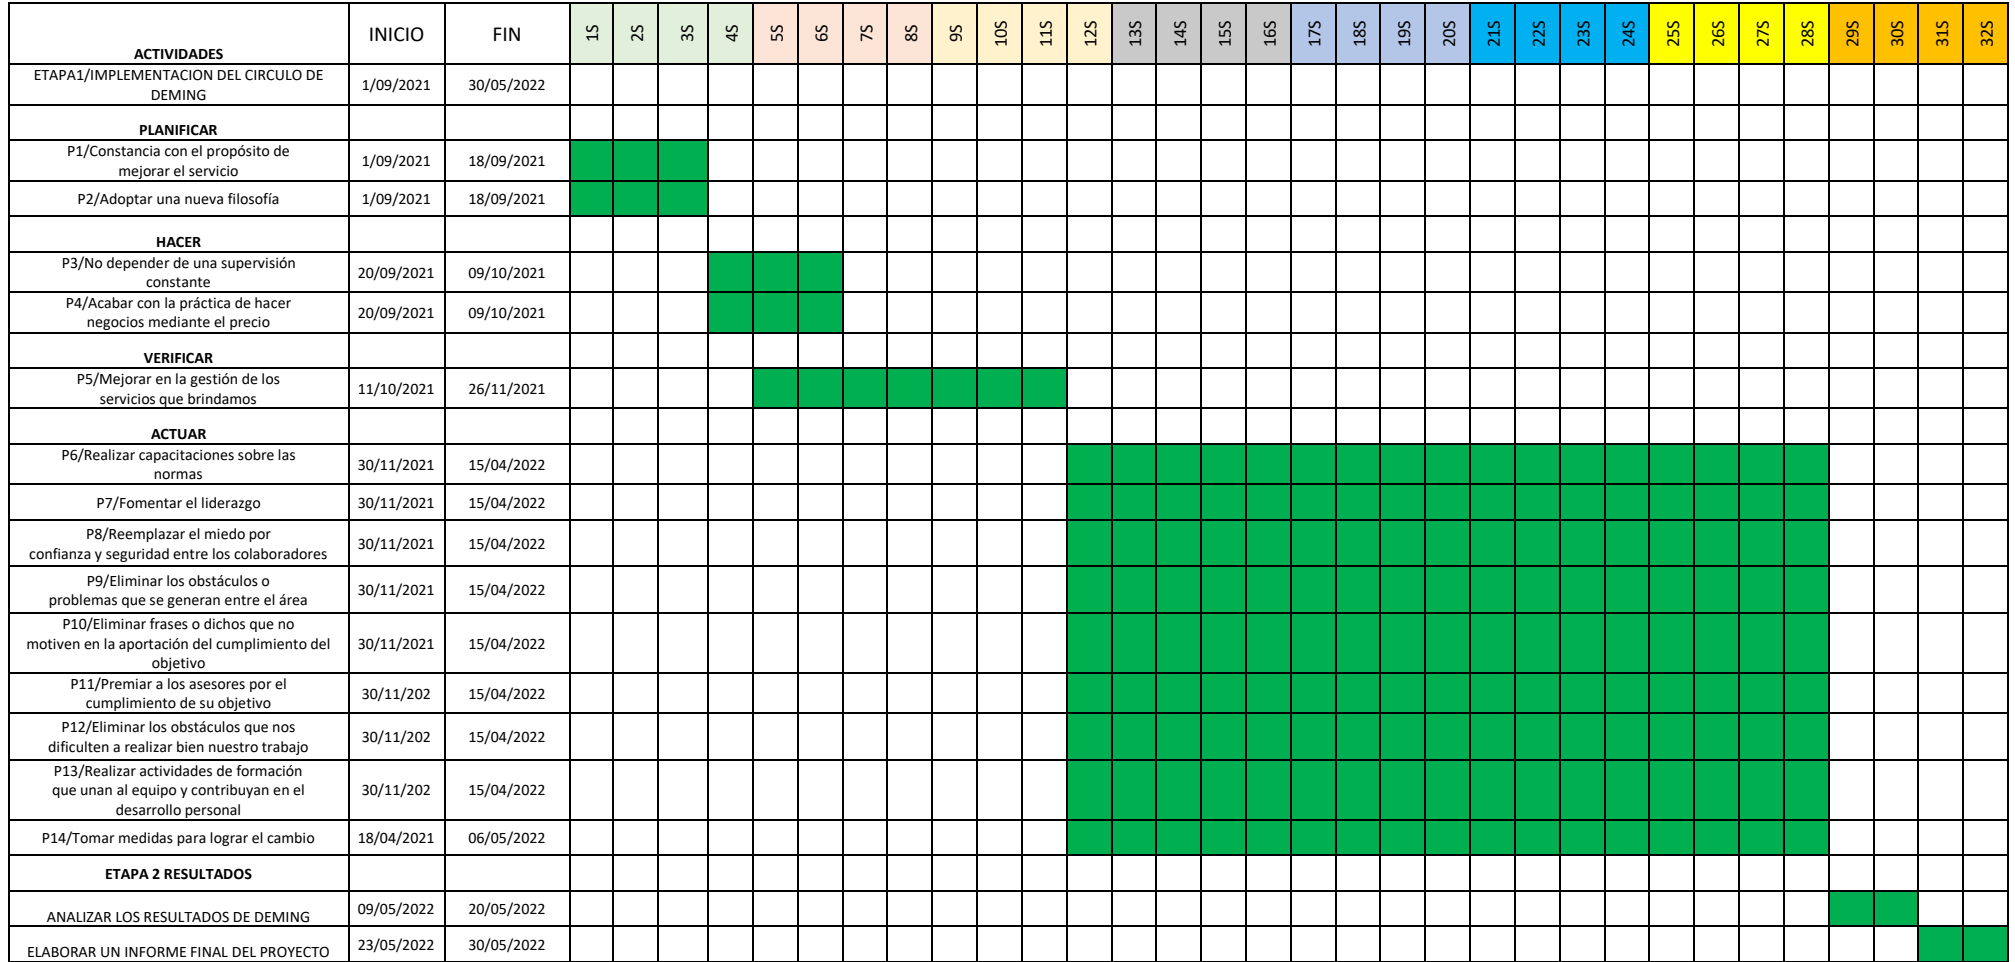 ACTIVIDADES INICIO FIN 1S 2S 3S 4S 5S 6S 7S 8S 9S 10S 11S 12S 13S 14S 15S 16S 17S 18S 19S 20S 21S 22S 23S 24S 25S 26S 27S 28S 29S 30S 31S 32S
ETAPA1/IMPLEMENTACION DEL CIRCULO DE
DEMING 1/09/2021 30/05/2022
PLANIFICAR
P1/Constancia con el propósito de
mejorar el servicio 1/09/2021 18/09/2021
P2/Adoptar una nueva filosofía 1/09/2021 18/09/2021
HACER
P3/No depender de una supervisión
constante 20/09/2021 09/10/2021
P4/Acabar con la práctica de hacer
negocios mediante el precio 20/09/2021 09/10/2021
VERIFICAR
P5/Mejorar en la gestión de los
servicios que brindamos 11/10/2021 26/11/2021
ACTUAR
P6/Realizar capacitaciones sobre las
normas 30/11/2021 15/04/2022
P7/Fomentar el liderazgo 30/11/2021 15/04/2022
P8/Reemplazar el miedo por
confianza y seguridad entre los colaboradores 30/11/2021 15/04/2022
P9/Eliminar los obstáculos o
problemas que se generan entre el área 30/11/2021 15/04/2022
P10/Eliminar frases o dichos que no
motiven en la aportación del cumplimiento del
objetivo 30/11/2021 15/04/2022
P11/Premiar a los asesores por el
cumplimiento de su objetivo 30/11/202 15/04/2022
P12/Eliminar los obstáculos que nos
dificulten a realizar bien nuestro trabajo 30/11/202 15/04/2022
P13/Realizar actividades de formación
que unan al equipo y contribuyan en el
desarrollo personal 30/11/202 15/04/2022
P14/Tomar medidas para lograr el cambio 18/04/2021 06/05/2022
ETAPA 2 RESULTADOS
ANALIZAR LOS RESULTADOS DE DEMING 09/05/2022 20/05/2022
ELABORAR UN INFORME FINAL DEL PROYECTO 23/05/2022 30/05/2022